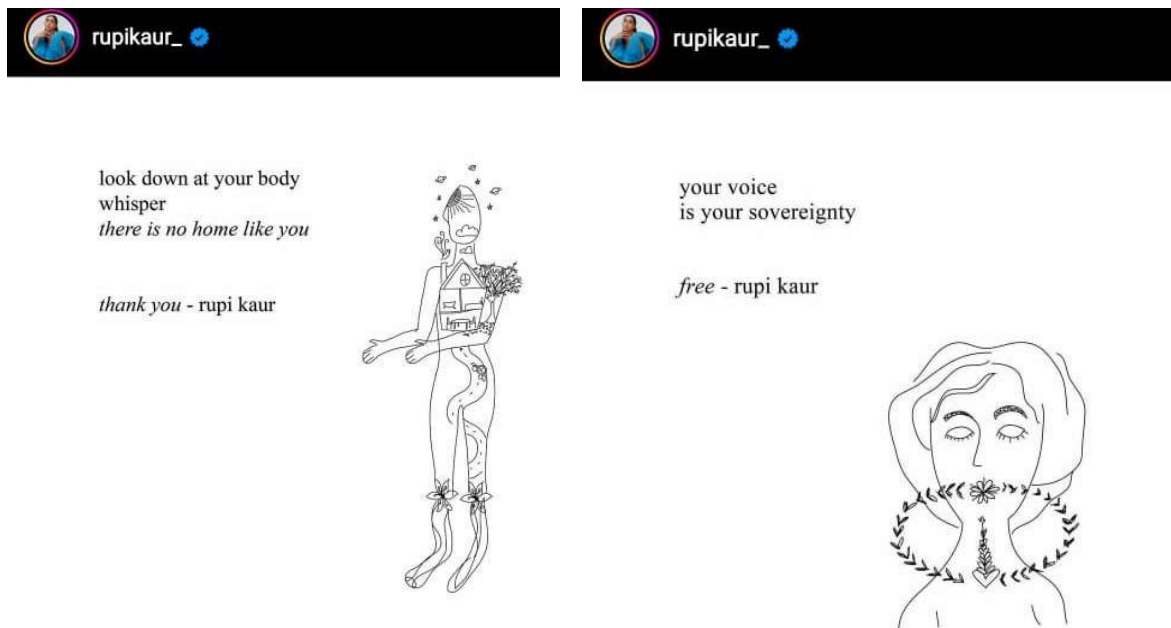 rupikaur_
look down at your body
whisper
there is no home like you
thank you - rupi kaur
rupikaur_
your voice
is your sovereignty
free - rupi kaur